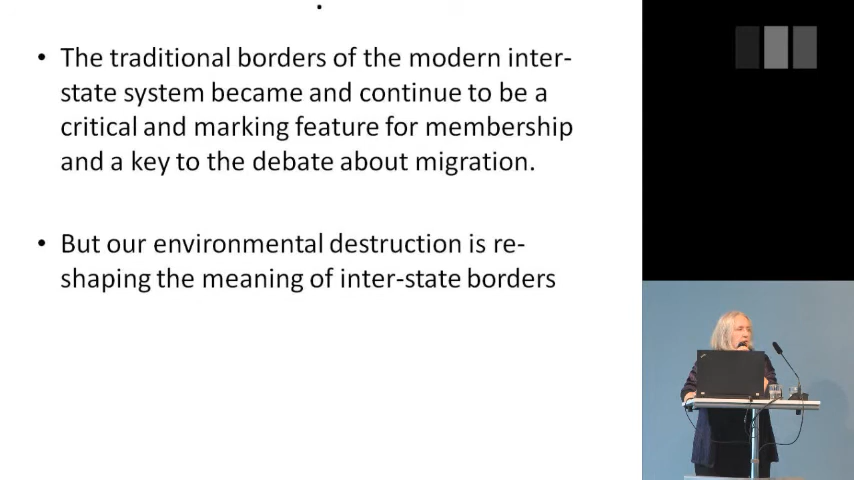 • The traditional borders of the modern inter-
state system became and continue to be a
critical and marking feature for membership
and a key to the debate about migration.
• But our environmental destruction is re-
shaping the meaning of inter-state borders